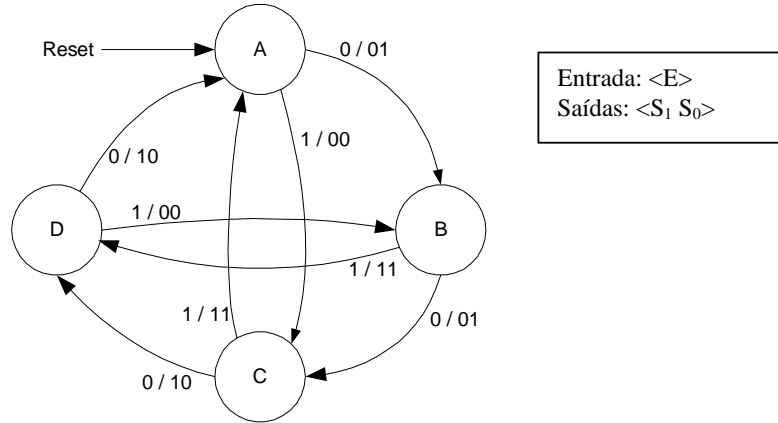 Reset
A
0 / 01
Entrada: <E>
Saídas: <S₁ S₀>
1 / 00
0 / 10
D
1 / 00
B
1 / 11
1 / 11
0 / 01
C
0 / 10